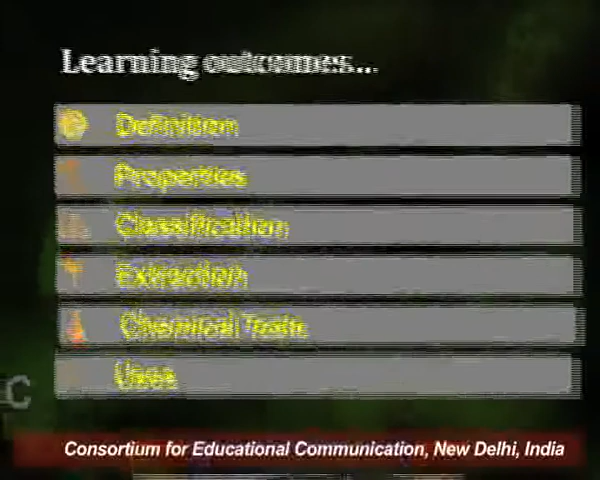 Learning outcomes...
Definition
Properties
Classification
Extraction
Chemical Tests
Uses
C
Consortium for Educational Communication, New Delhi, India